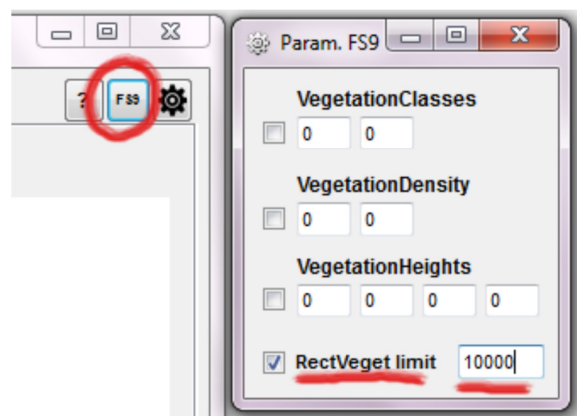 Param. FS9
? FS9
VegetationClasses
0 0
VegetationDensity
0 0
VegetationHeights
0 0 0 0
RectVeget limit 10000